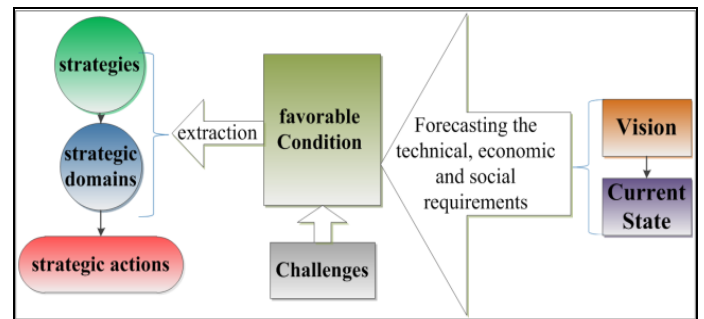 strategies
strategic
domains
strategic actions
extraction
favorable
Condition
Challenges
Forecasting the
technical, economic
and social
requirements
Vision
Current
State